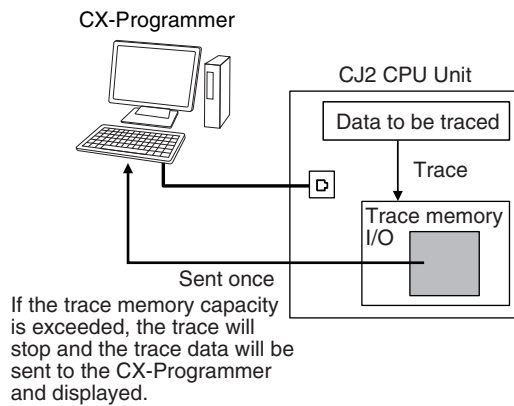 CX-Programmer
CJ2 CPU Unit
Data to be traced
Trace
Trace memory
I/O
Sent once
If the trace memory capacity
is exceeded, the trace will
stop and the trace data will be
sent to the CX-Programmer
and displayed.